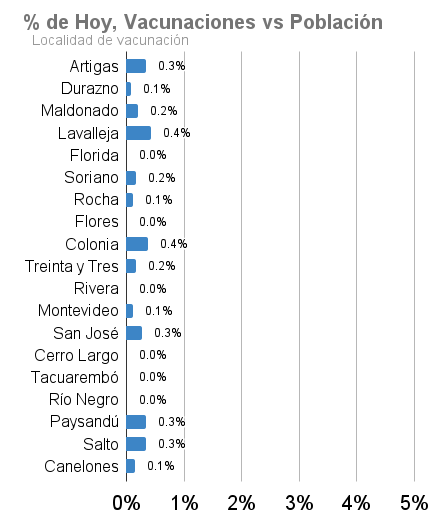 % de Hoy, Vacunaciones vs Población
Localidad de vacunación
Artigas 0.3%
Durazno 0.1%
Maldonado 0.2%
Lavalleja 0.4%
Florida 0.0%
Soriano 0.2%
Rocha 0.1%
Flores 0.0%
Colonia 0.4%
Treinta y Tres 0.2%
Rivera 0.0%
Montevideo 0.1%
San José 0.3%
Cerro Largo 0.0%
Tacuarembó 0.0%
Río Negro 0.0%
Paysandú 0.3%
Salto 0.3%
Canelones 0.1%
0% 1% 2% 3% 4% 5%